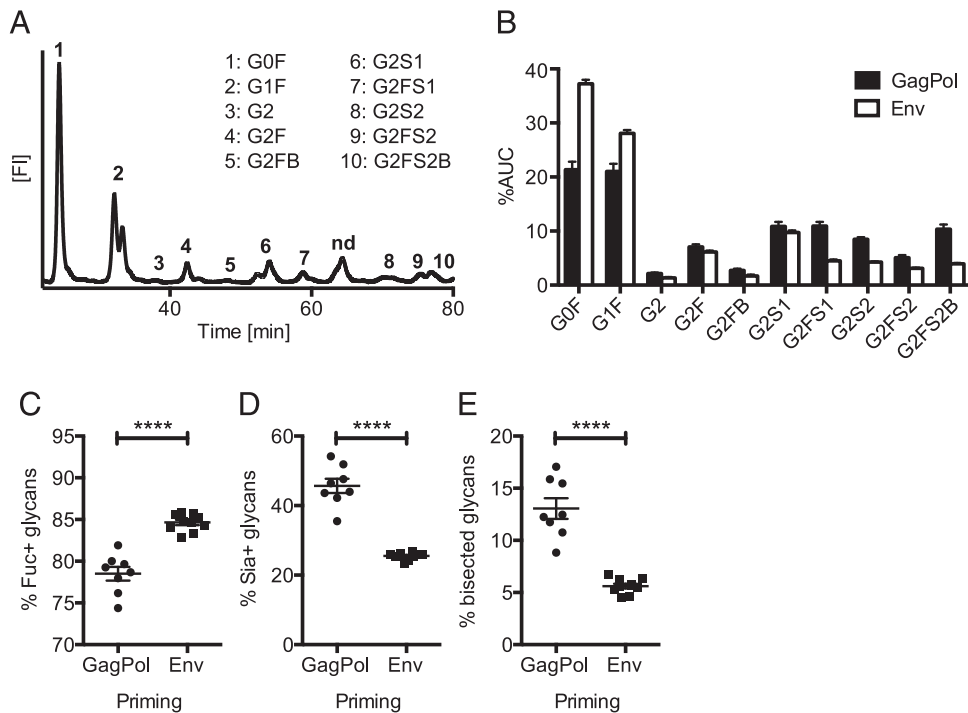 A
[FI]
1
2
3
4
5
6
7
nd
8
9
10
1: G0F
2: G1F
3: G2
4: G2F
5: G2FB
6: G2S1
7: G2FS1
8: G2S2
9: G2FS2
10: G2FS2B
40
60
80
Time [min]
B
%AUC
40
30
20
10
0
GagPol
Env
G0F
G1F
G2
G2F
G2FB
G2S1
G2FS1
G2S2
G2FS2
G2FS2B
C
% Fuc+ glycans
95
90
85
80
75
70
****
GagPol
Env
Priming
D
% Sia+ glycans
60
40
20
0
****
GagPol
Env
Priming
E
% bisected glycans
20
15
10
5
0
****
GagPol
Env
Priming